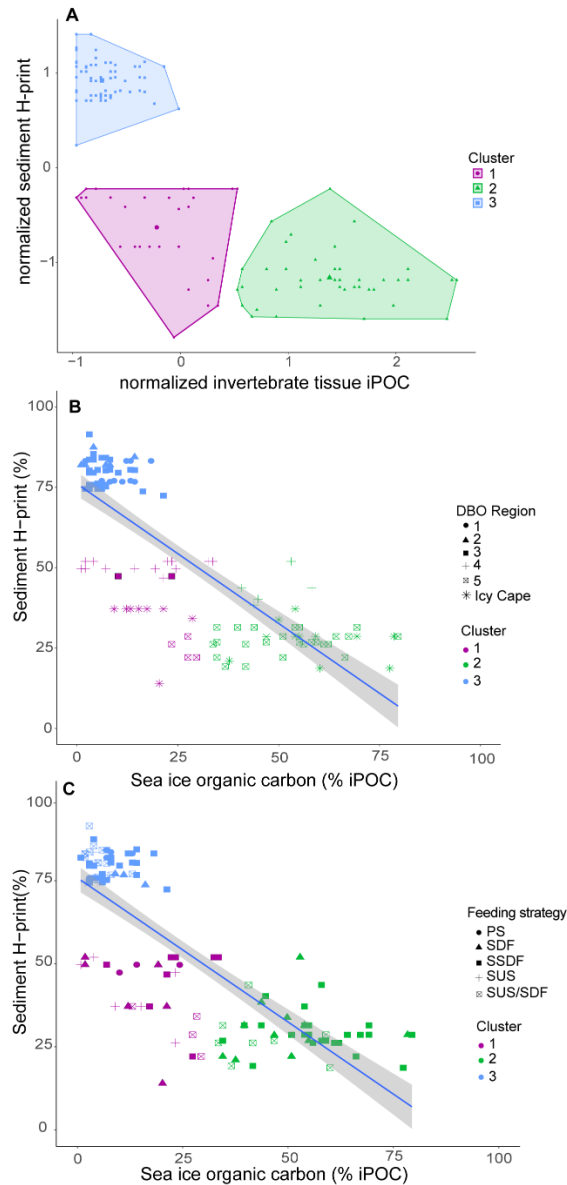 A
normalized sediment H-print
1
0
−1
-1
0
1
2
normalized invertebrate tissue iPOC
Cluster
1
2
3
B
Sediment H−print (%)
100
75
50
25
0
0
25
50
75
100
Sea ice organic carbon (% iPOC)
DBO Region
1
2
3
4
5
Icy Cape
Cluster
1
2
3
C
Sediment H−print(%)
100
75
50
25
0
0
25
50
75
100
Sea ice organic carbon (% iPOC)
Feeding strategy
PS
SDF
SSDF
SUS
SUS/SDF
Cluster
1
2
3